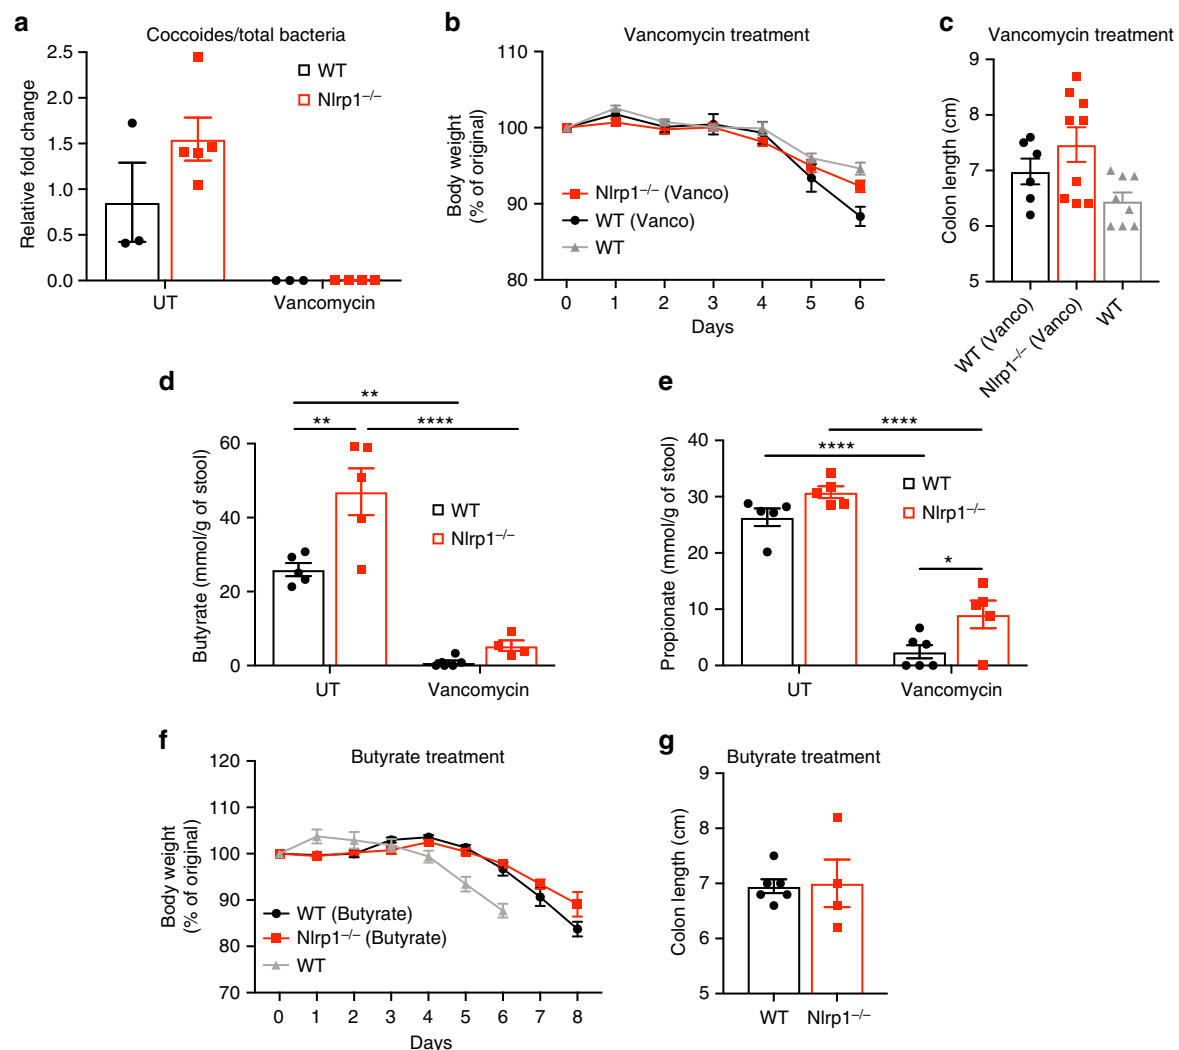 a
Coccoides/total bacteria
Relative fold change
2.5
2.0
1.5
1.0
0.5
0.0
WT
Nlrp1–/–
UT
Vancomycin
b
Vancomycin treatment
Body weight
(% of original)
110
100
90
80
Nlrp1–/– (Vanco)
WT (Vanco)
WT
0 1 2 3 4 5 6
Days
c
Vancomycin treatment
Colon length (cm)
9
8
7
6
5
WT (Vanco)
Nlrp1–/– (Vanco)
WT
d
**
** ****
Butyrate (mmol/g of stool)
60
40
20
0
WT
Nlrp1–/–
UT
Vancomycin
e
****
****
*
Propionate (mmol/g of stool)
40
30
20
10
0
WT
Nlrp1–/–
UT
Vancomycin
f
Butyrate treatment
Body weight
(% of original)
120
110
100
90
80
70
WT (Butyrate)
Nlrp1–/– (Butyrate)
WT
0 1 2 3 4 5 6 7 8
Days
g
Butyrate treatment
Colon length (cm)
9
8
7
6
5
WT
Nlrp1–/–